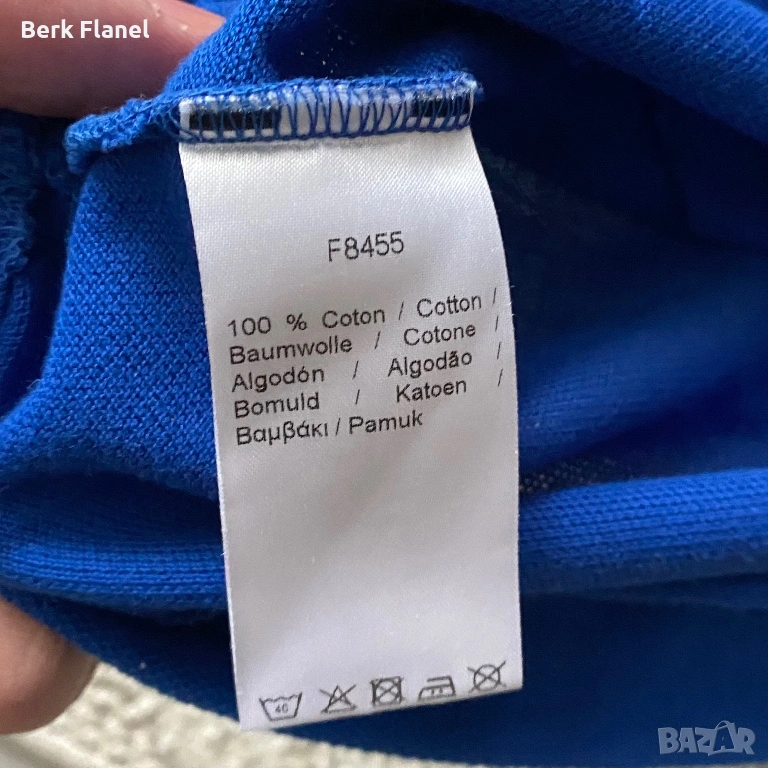 Berk Flanel
F8455
100 % Coton / Cotton /
Baumwolle / Cotone /
Algodón / Algodão /
Bomuld / Katoen /
Βαμβάκι / Pamuk
40
BAZAR